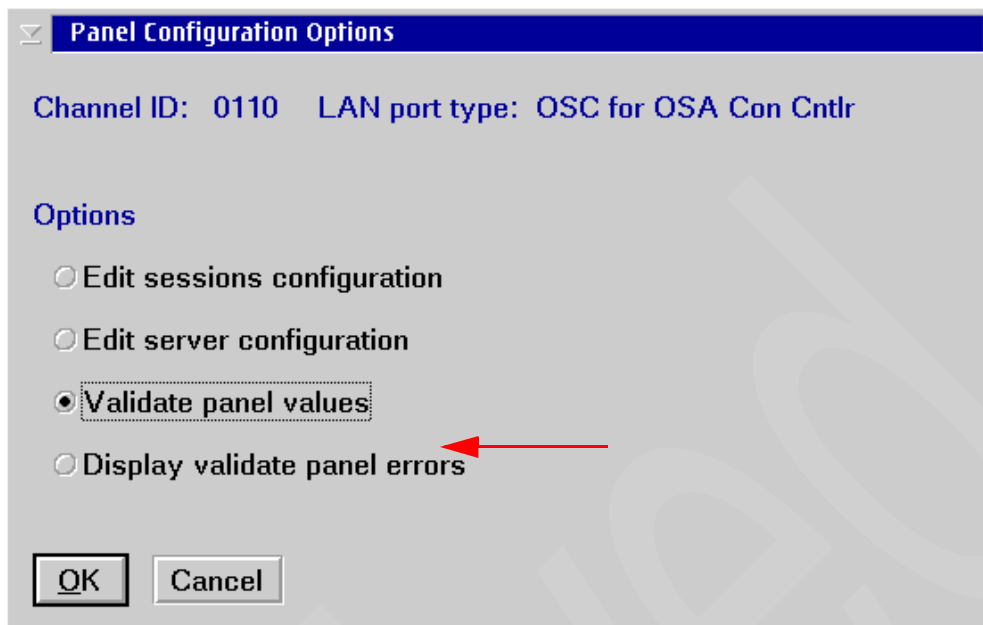 Panel Configuration Options
Channel ID: 0110 LAN port type: OSC for OSA Con Cntlr
Options
Edit sessions configuration
Edit server configuration
Validate panel values
Display validate panel errors
OK Cancel